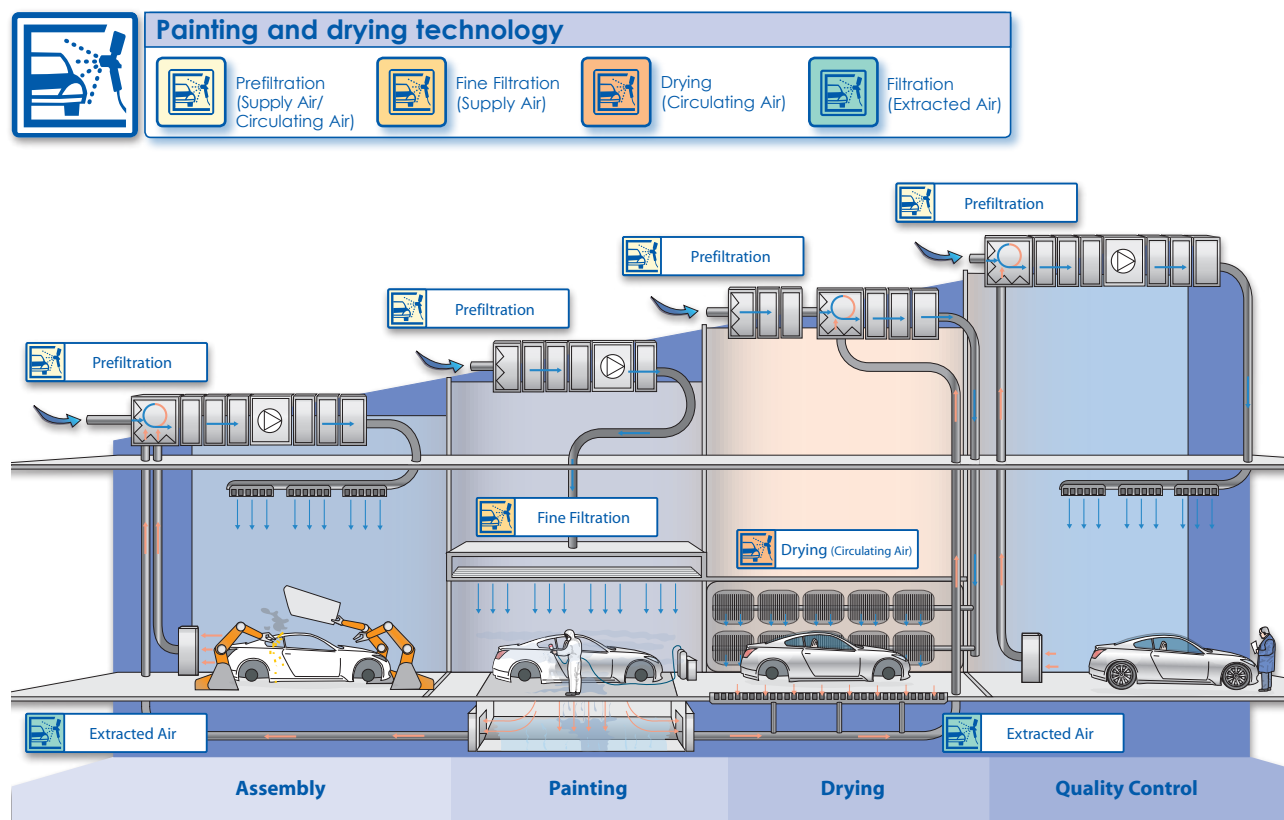 Painting and drying technology
Prefiltration
(Supply Air/
Circulating Air)
Fine Filtration
(Supply Air)
Drying
(Circulating Air)
Filtration
(Extracted Air)
Prefiltration
Prefiltration
Prefiltration
Prefiltration
Fine Filtration
Drying (Circulating Air)
Extracted Air
Extracted Air
Assembly
Painting
Drying
Quality Control